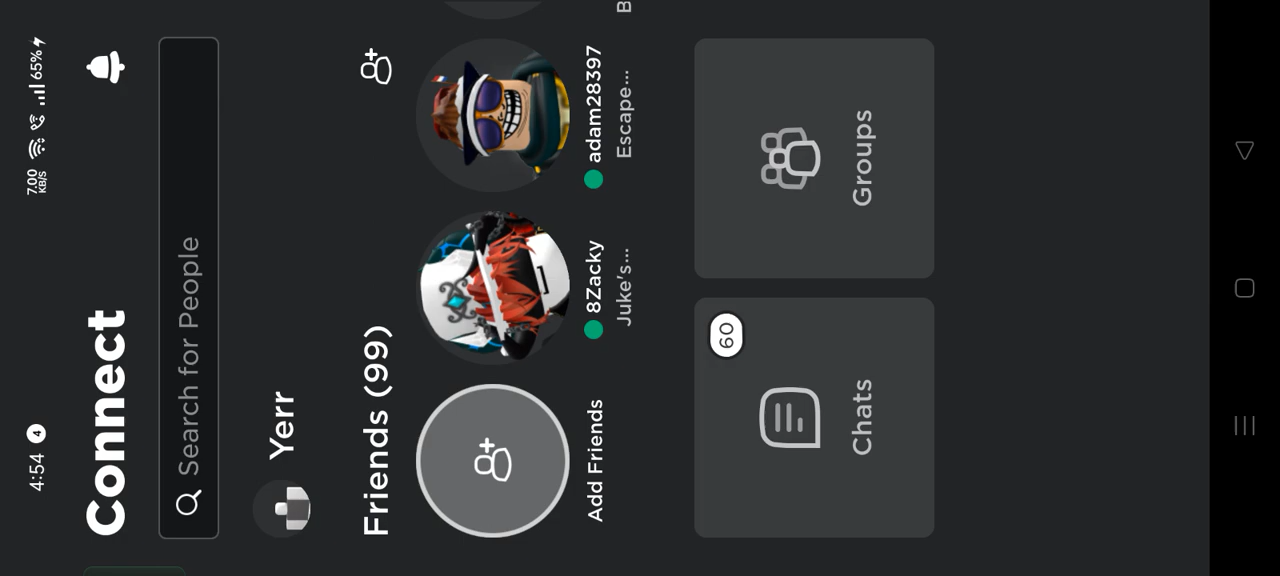 4:54 4 7.00 KB/S 65%
Connect
Search for People
Yerr
Friends (99)
Add Friends
8Zacky
Juke's...
adam28397
Escape...
B
Chats
60
Groups